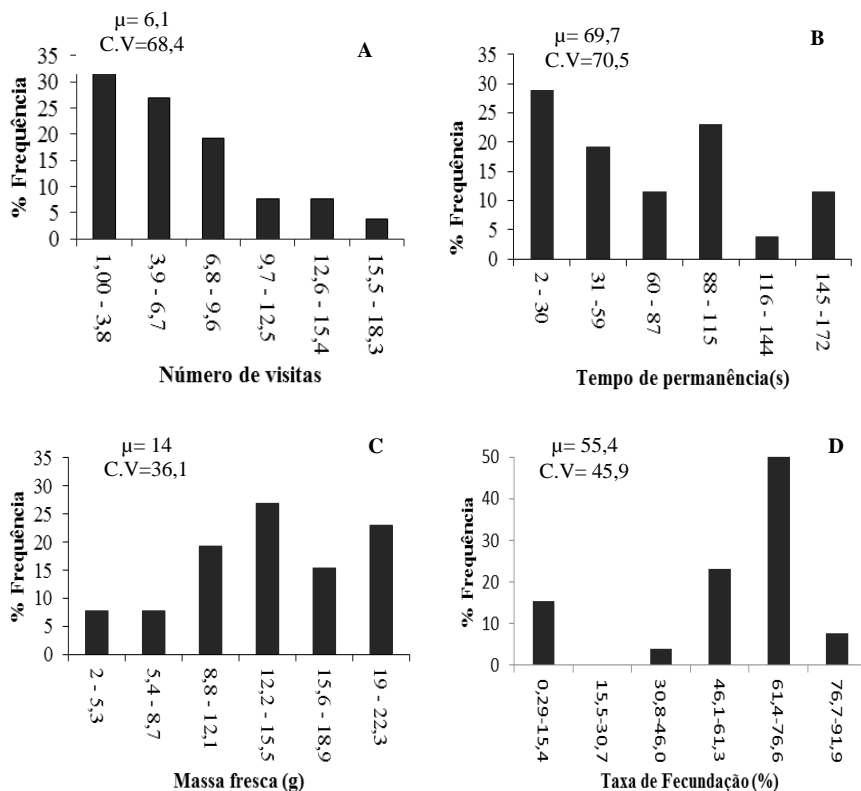 µ= 6,1
C.V=68,4
A
% Frequência
35
30
25
20
15
10
5
0
1,00 - 3,8
3,9 - 6,7
6,8 - 9,6
9,7 - 12,5
12,6 - 15,4
15,5 - 18,3
Número de visitas
µ= 69,7
C.V=70,5
B
% Frequência
35
30
25
20
15
10
5
0
2 - 30
31 -59
60 - 87
88 - 115
116 - 144
145 -172
Tempo de permanência(s)
µ= 14
C.V=36,1
C
% Frequência
35
30
25
20
15
10
5
0
2 - 5,3
5,4 - 8,7
8,8 - 12,1
12,2 - 15,5
15,6 - 18,9
19 - 22,3
Massa fresca (g)
µ= 55,4
C.V= 45,9
D
% Frequência
50
40
30
20
10
0
0,29-15,4
15,5-30,7
30,8-46,0
46,1-61,3
61,4-76,6
76,7-91,9
Taxa de Fecundação (%)